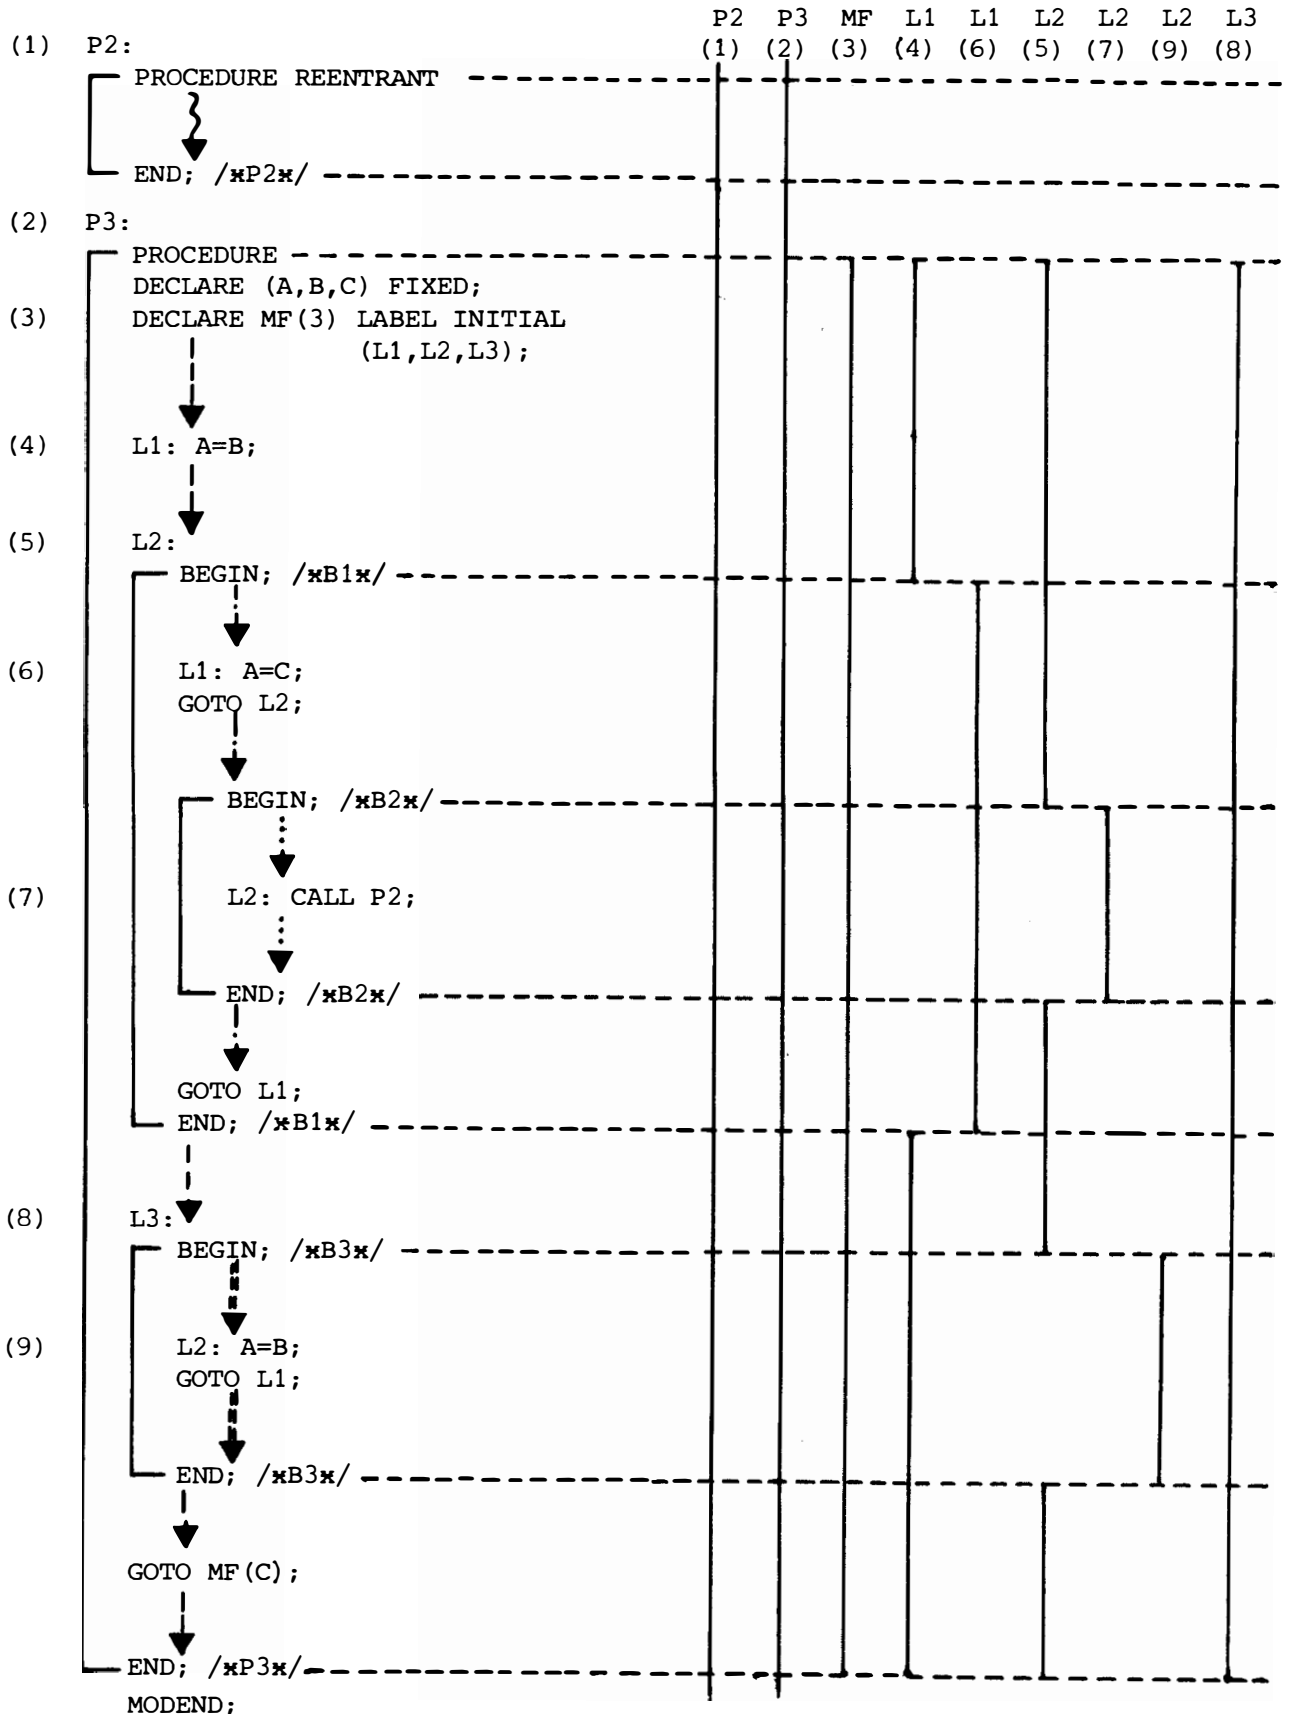 P2 P3 MF L1 L1 L2 L2 L2 L3
(1) P2: (1) (2) (3) (4) (6) (5) (7) (9) (8)
PROCEDURE REENTRANT
END; /*P2*/
(2) P3:
PROCEDURE
DECLARE (A,B,C) FIXED;
(3) DECLARE MF(3) LABEL INITIAL
(L1,L2,L3);
(4) L1: A=B;
(5) L2:
BEGIN; /*B1*/
(6) L1: A=C;
GOTO L2;
BEGIN; /*B2*/
(7) L2: CALL P2;
END; /*B2*/
GOTO L1;
END; /*B1*/
(8) L3:
BEGIN; /*B3*/
(9) L2: A=B;
GOTO L1;
END; /*B3*/
GOTO MF(C);
END; /*P3*/
MODEND;